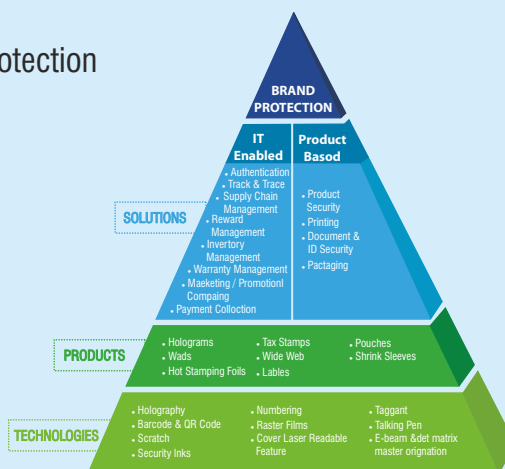 otection
BRAND
PROTECTION
IT
Enabled
Product
Basod
SOLUTIONS
• Authentication
• Track & Trace
• Supply Chain
Management
• Reward
Management
• Invertory
Management
• Warranty Management
• Maeketing / Promotionl
Compaing
• Payment Colloction
• Product
Security
• Printing
• Document &
ID Security
• Pactaging
PRODUCTS
• Holograms
• Wads
• Hot Stamping Foils
• Tax Stamps
• Wide Web
• Lables
• Pouches
• Shrink Sleeves
TECHNOLOGIES
• Holography
• Barcode & QR Code
• Scratch
• Security Inks
• Numbering
• Raster Films
• Cover Laser Readable
Feature
• Taggant
• Talking Pen
• E-beam &det matrix
master orignation